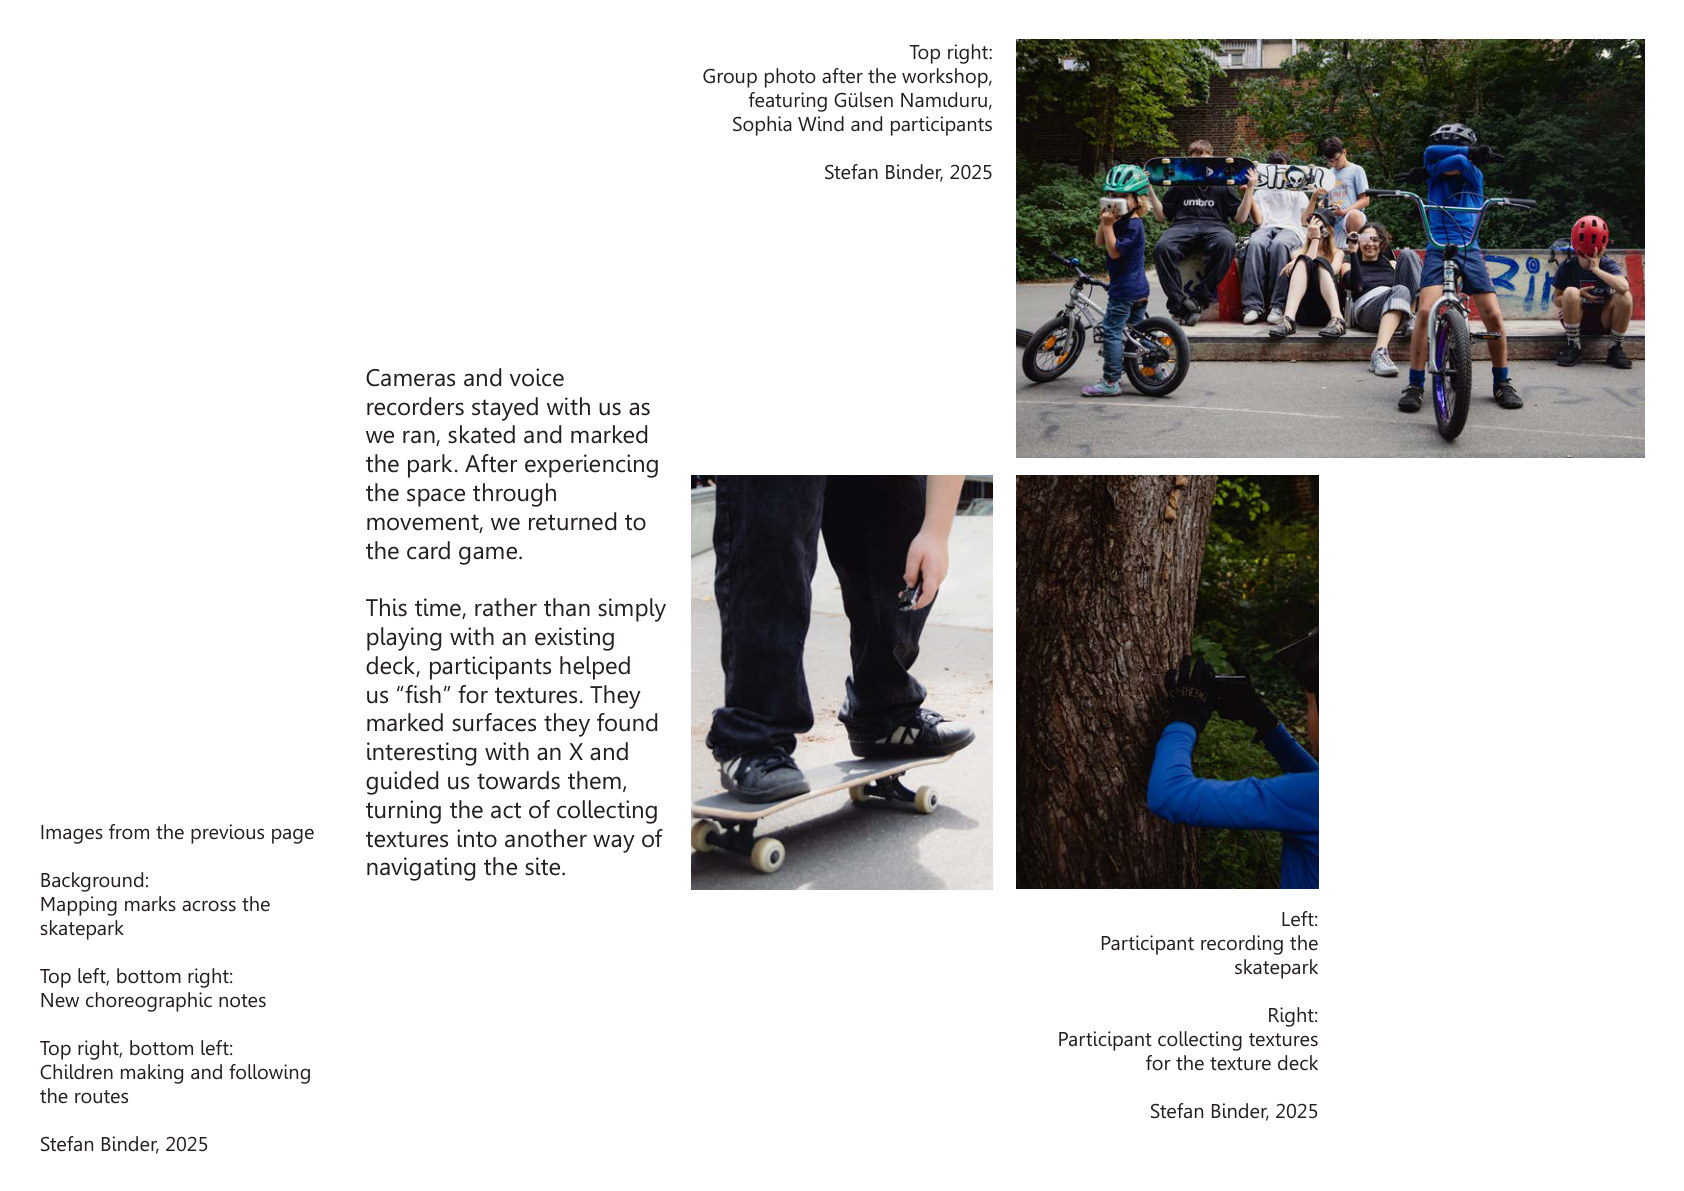 Top right:
Group photo after the workshop,
featuring Gülsen Namıduru,
Sophia Wind and participants
Stefan Binder, 2025
umbro
Cameras and voice
recorders stayed with us as
we ran, skated and marked
the park. After experiencing
the space through
movement, we returned to
the card game.
This time, rather than simply
playing with an existing
deck, participants helped
us “fish” for textures. They
marked surfaces they found
interesting with an X and
guided us towards them,
turning the act of collecting
textures into another way of
navigating the site.
Images from the previous page
Background:
Mapping marks across the
skatepark
Top left, bottom right:
New choreographic notes
Top right, bottom left:
Children making and following
the routes
Stefan Binder, 2025
Left:
Participant recording the
skatepark
Right:
Participant collecting textures
for the texture deck
Stefan Binder, 2025